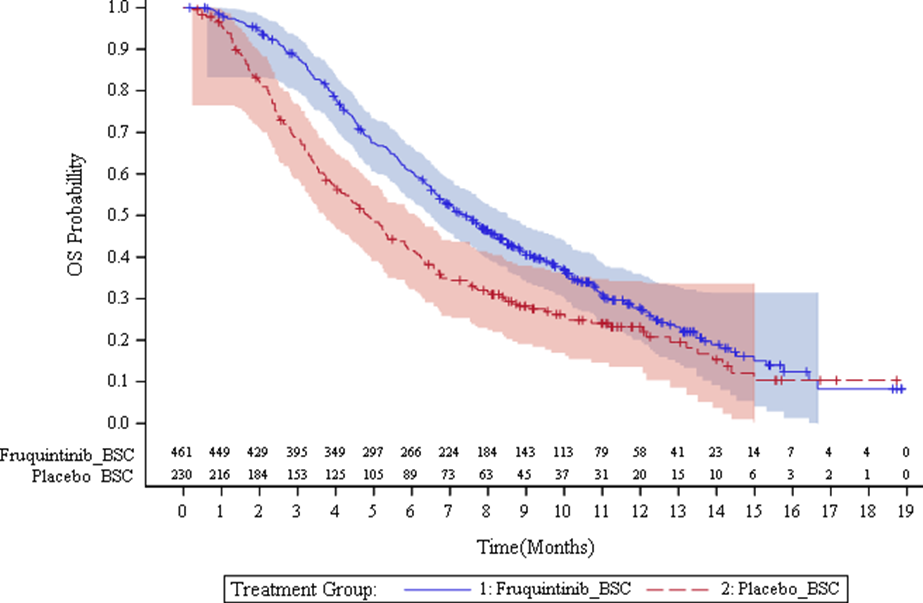 1.0
0.9
0.8
0.7
0.6
0.5
0.4
0.3
0.2
0.1
0.0
OS Probabillity
Fruquintinib_BSC 461 449 429 395 349 297 266 224 184 143 113 79 58 41 23 14 7 4 4 0
Placebo BSC 230 216 184 153 125 105 89 73 63 45 37 31 20 15 10 6 3 2 1 0
0 1 2 3 4 5 6 7 8 9 10 11 12 13 14 15 16 17 18 19
Time(Months)
Treatment Group: 1: Fruquintinib_BSC 2: Placebo_BSC